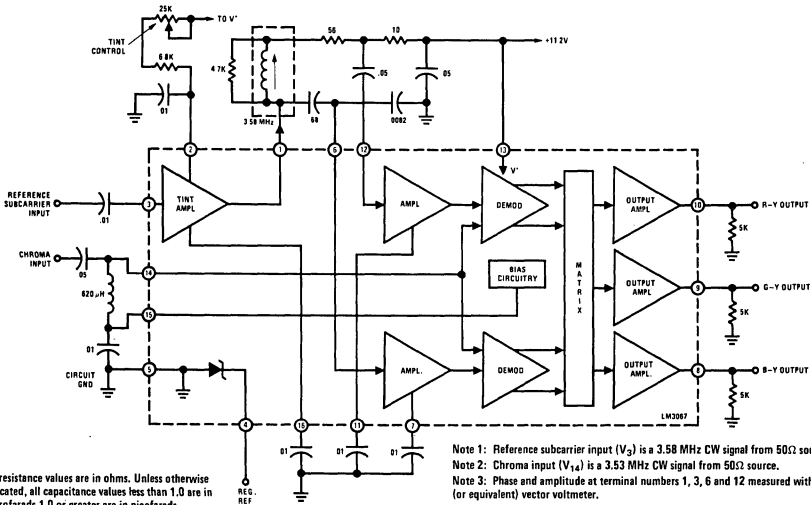 25K
TO V+
TINT
CONTROL
6 8K
.01
4 7K
3 58 MHz
56
10
+11 2V
.05
05
68
0082
2
1
6
12
13
V+
REFERENCE
SUBCARRIER
INPUT
.01
3
TINT
AMPL
AMPL
DEMOD
OUTPUT
AMPL
10
R-Y OUTPUT
5K
CHROMA
INPUT
05
14
620 µH
15
BIAS
CIRCUITRY
MATRIX
OUTPUT
AMPL
9
G-Y OUTPUT
5K
01
CIRCUIT
GND
5
AMPL.
DEMOD
OUTPUT
AMPL.
8
B-Y OUTPUT
5K
LM3067
4
16
11
7
REG.
REF
01
01
01
resistance values are in ohms. Unless otherwise
cated, all capacitance values less than 1.0 are in
Note 1: Reference subcarrier input (V3) is a 3.58 MHz CW signal from 50Ω sou
Note 2: Chroma input (V14) is a 3.53 MHz CW signal from 50Ω source.
Note 3: Phase and amplitude at terminal numbers 1, 3, 6 and 12 measured with
(or equivalent) vector voltmeter.